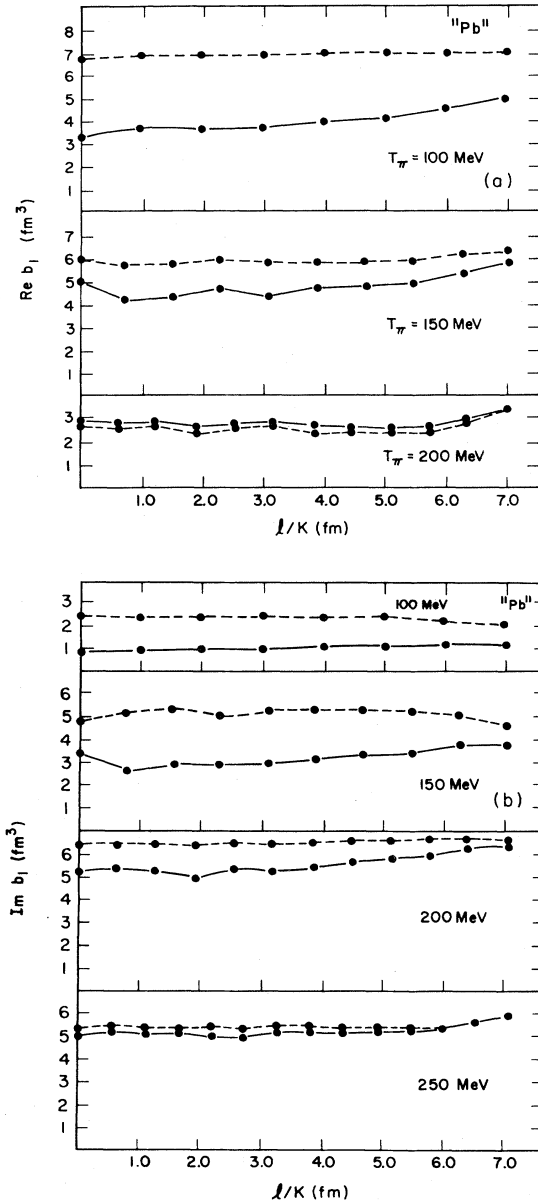 "Pb"
8
7
6
5
4
3
2
1
T_π = 100 MeV
(a)
Re b_l (fm³)
7
6
5
4
3
2
1
T_π = 150 MeV
3
2
1
T_π = 200 MeV
1.0 2.0 3.0 4.0 5.0 6.0 7.0
ℓ/K (fm)
3
2
1
100 MeV
"Pb"
6
5
4
3
2
1
150 MeV
(b)
Im b_l (fm³)
6
5
4
3
2
1
200 MeV
6
5
4
3
2
1
250 MeV
1.0 2.0 3.0 4.0 5.0 6.0 7.0
ℓ/K (fm)